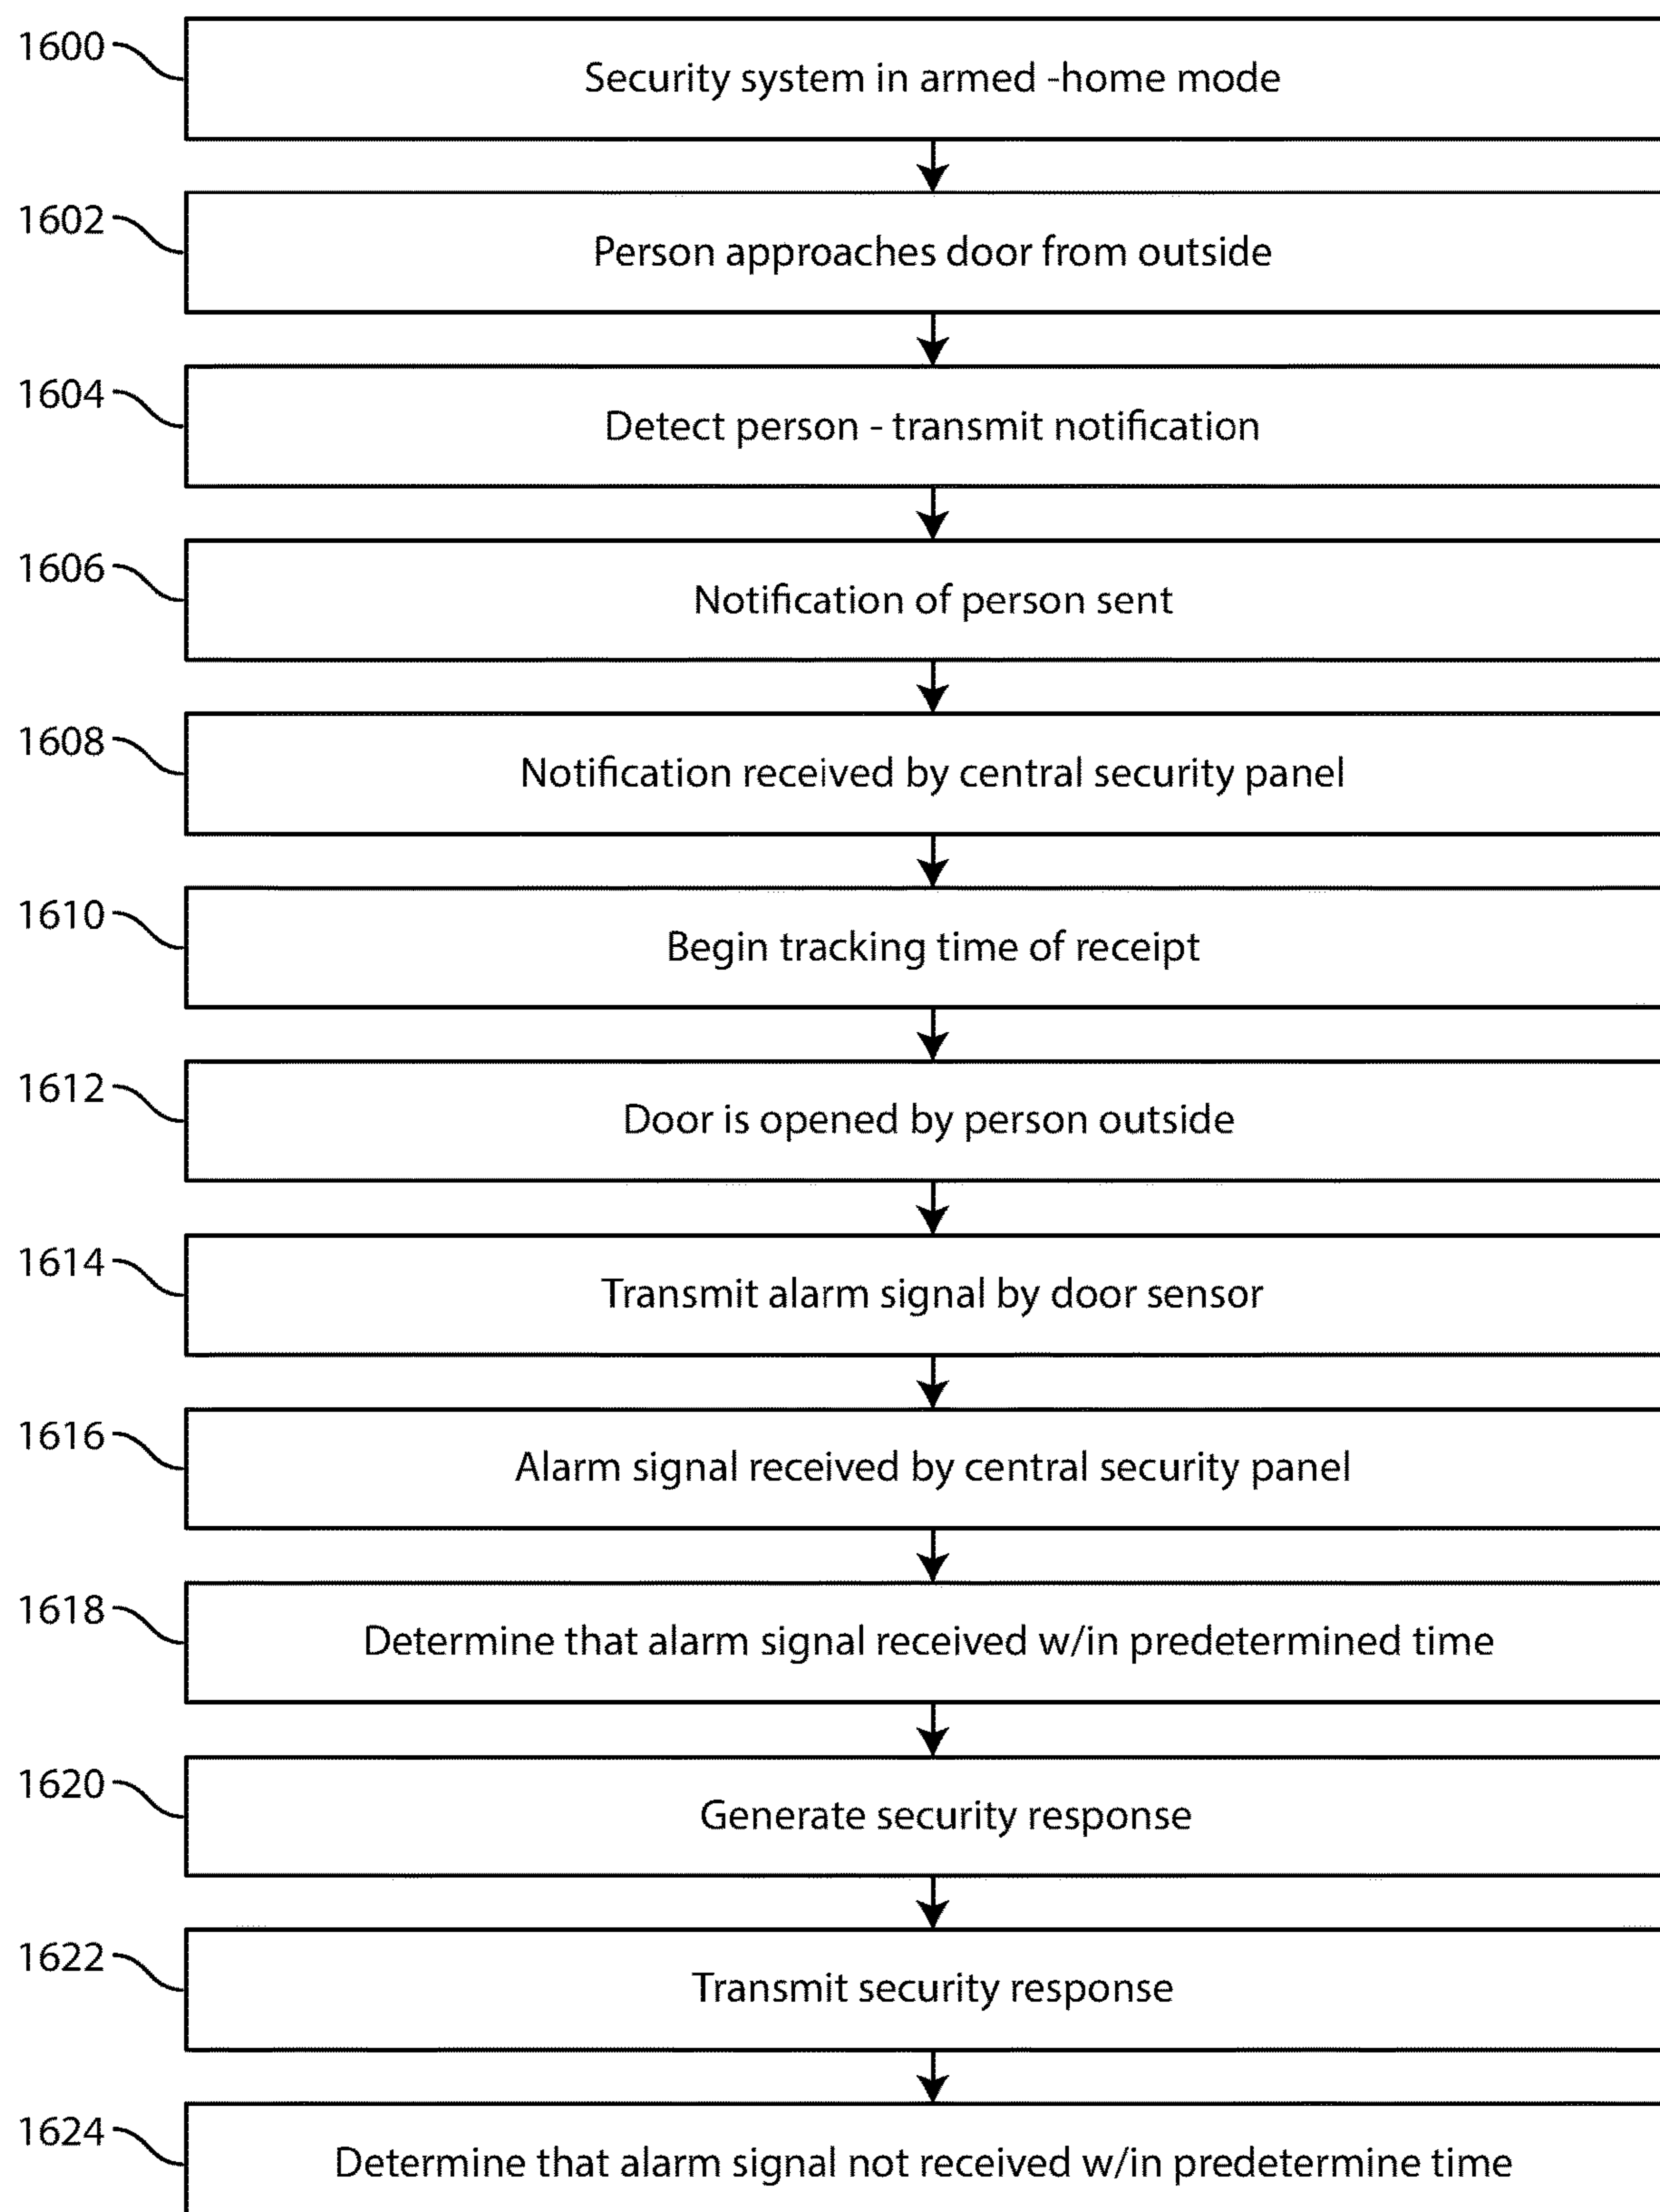 1600
Security system in armed -home mode
1602
Person approaches door from outside
1604
Detect person - transmit notification
1606
Notification of person sent
1608
Notification received by central security panel
1610
Begin tracking time of receipt
1612
Door is opened by person outside
1614
Transmit alarm signal by door sensor
1616
Alarm signal received by central security panel
1618
Determine that alarm signal received w/in predetermined time
1620
Generate security response
1622
Transmit security response
1624
Determine that alarm signal not received w/in predetermine time